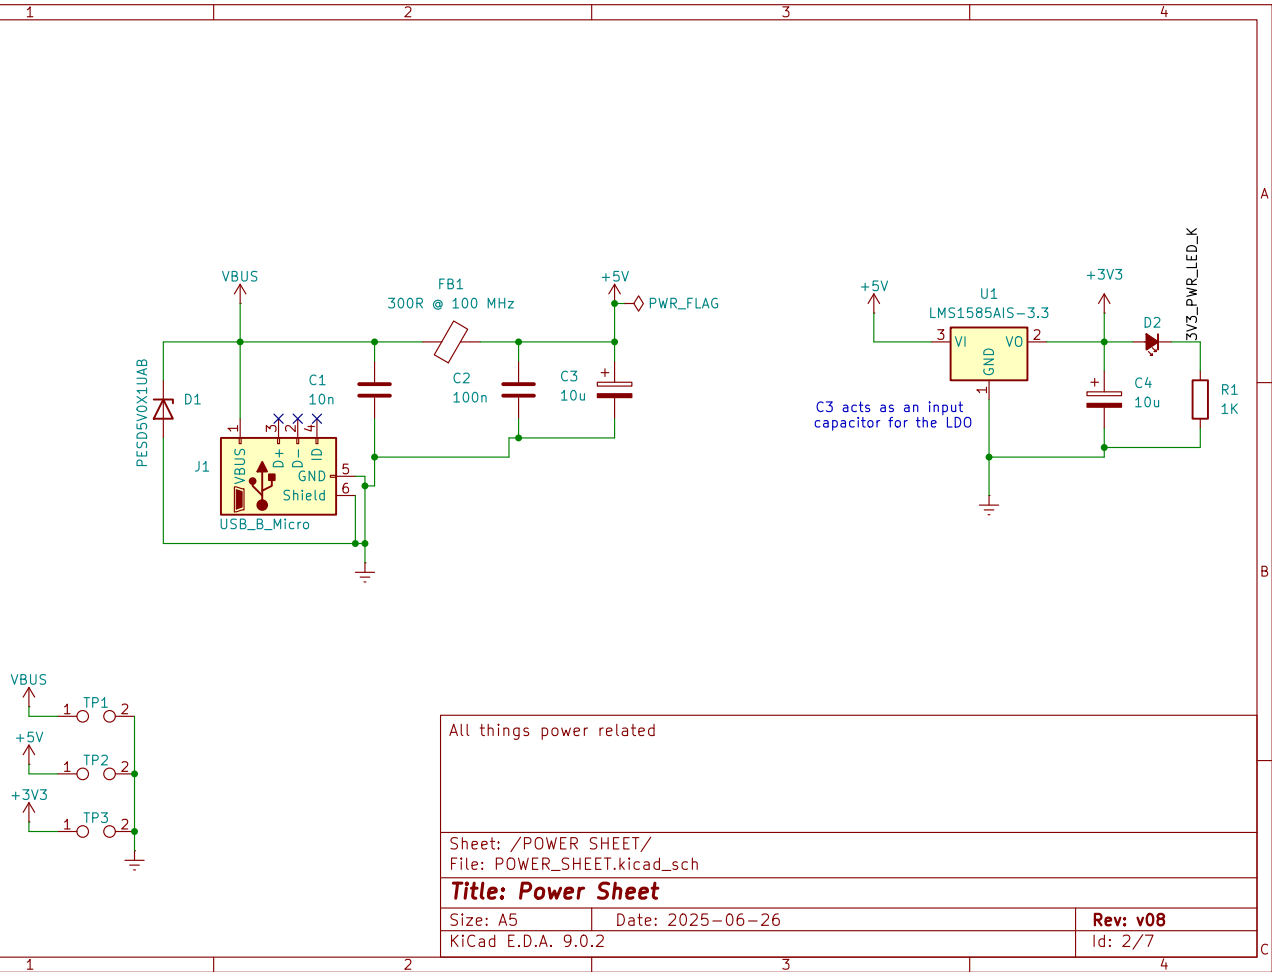 1 2 3 4
A
B
C
VBUS
FB1
300R @ 100 MHz
+5V
PWR_FLAG
PESD5V0X1UAB
D1
C1
10n
C2
100n
C3
10u
+
1
3
2
4
VBUS
D+
D-
ID
J1
GND
5
Shield
6
USB_B_Micro
+5V
U1
LMS1585AIS-3.3
3
VI
VO
2
GND
1
+3V3
D2
3V3_PWR_LED_K
+
C4
10u
R1
1K
C3 acts as an input
capacitor for the LDO
VBUS
TP1
1
2
+5V
TP2
1
2
+3V3
TP3
1
2
All things power related
Sheet: /POWER SHEET/
File: POWER_SHEET.kicad_sch
Title: Power Sheet
Size: A5
Date: 2025-06-26
Rev: v08
KiCad E.D.A. 9.0.2
Id: 2/7
1 2 3 4